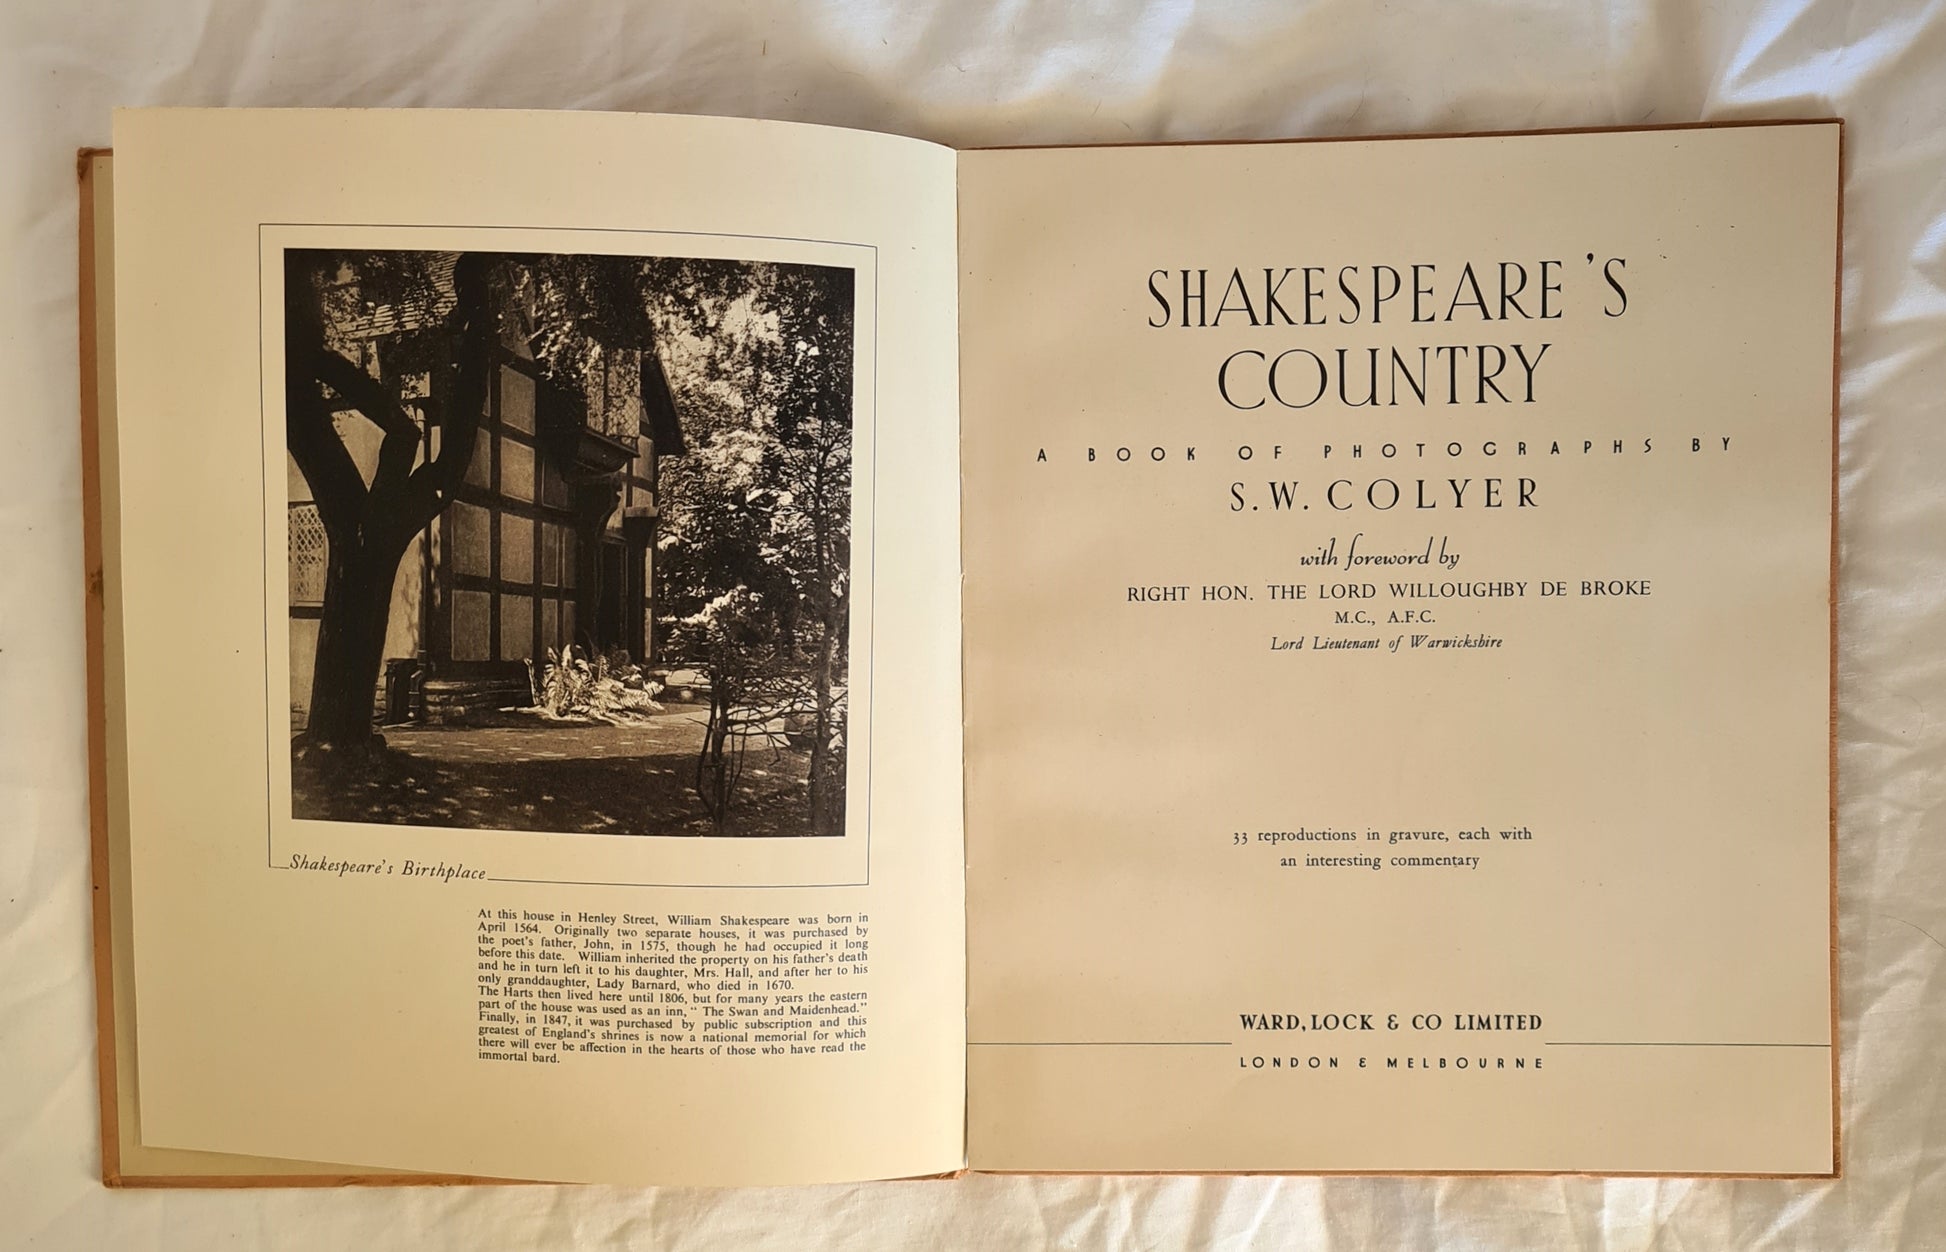 Shakespeare's Birthplace
At this house in Henley Street, William Shakespeare was born in
April 1564. Originally two separate houses, it was purchased by
the poet's father, John, in 1575, though he had occupied it long
before this date. William inherited the property on his father's death
and he in turn left it to his daughter, Mrs. Hall, and after her to his
only granddaughter, Lady Barnard, who died in 1670.
The Harts then lived here until 1806, but for many years the eastern
part of the house was used as an inn, " The Swan and Maidenhead."
Finally, in 1847, it was purchased by public subscription and this
greatest of England's shrines is now a national memorial for which
there will ever be affection in the hearts of those who have read the
immortal bard.
SHAKESPEARE'S
COUNTRY
A BOOK OF PHOTOGRAPHS BY
S.W. COLYER
with foreword by
RIGHT HON. THE LORD WILLOUGHBY DE BROKE
M.C., A.F.C.
Lord Lieutenant of Warwickshire
33 reproductions in gravure, each with
an interesting commentary
WARD, LOCK & CO LIMITED
LONDON & MELBOURNE